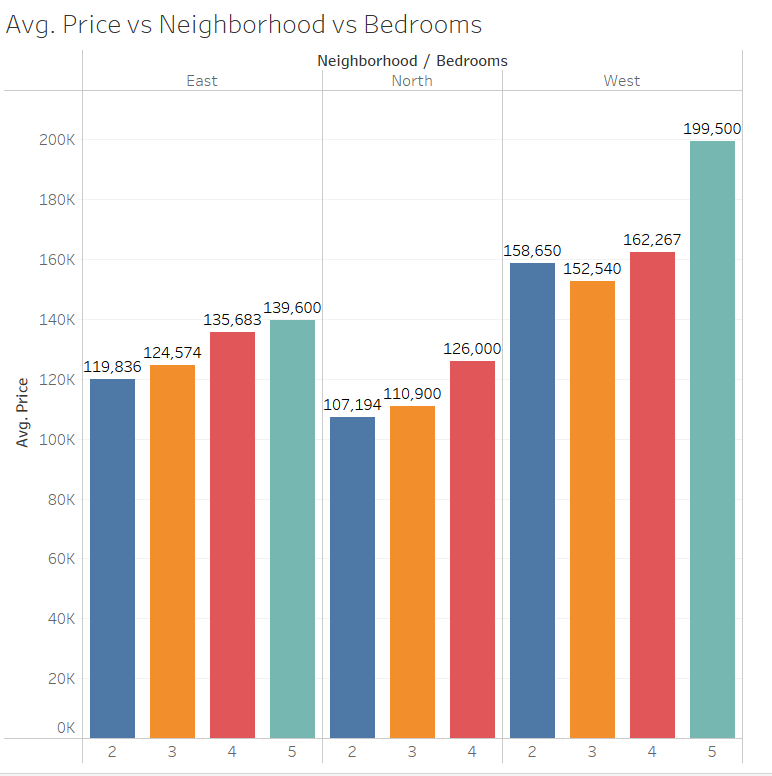 Avg. Price vs Neighborhood vs Bedrooms
Neighborhood / Bedrooms
East North West
Avg. Price
200K
180K
160K
140K
120K
100K
80K
60K
40K
20K
0K
119,836
124,574
135,683
139,600
107,194
110,900
126,000
158,650
152,540
162,267
199,500
2 3 4 5 2 3 4 2 3 4 5